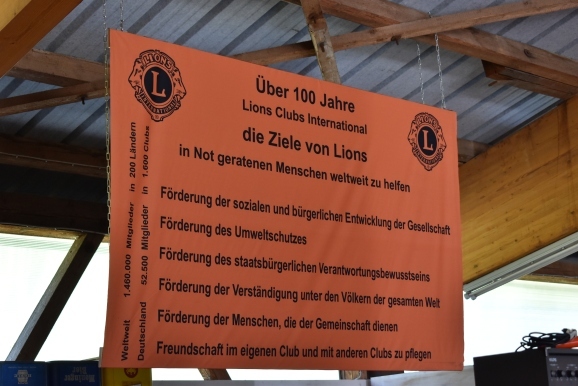 Über 100 Jahre
Lions Clubs International
die Ziele von Lions
in Not geratenen Menschen weltweit zu helfen
Förderung der sozialen und bürgerlichen Entwicklung der Gesellschaft
Förderung des Umweltschutzes
Förderung des staatsbürgerlichen Verantwortungsbewusstseins
Förderung der Verständigung unter den Völkern der gesamten Welt
Förderung der Menschen, die der Gemeinschaft dienen
Freundschaft im eigenen Club und mit anderen Clubs zu pflegen
Weltweit 1.460.000 Mitglieder in 200 Ländern
Deutschland 52.500 Mitglieder in 1.600 Clubs
LIONS
L
INTERNATIONAL
LIONS
L
INTERNATIONAL